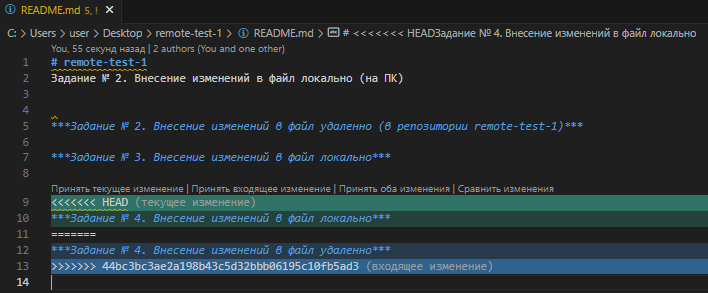 README.md 5, !
C: > Users > user > Desktop > remote-test-1 > README.md > # <<<<<<< HEADЗадание № 4. Внесение изменений в файл локально
You, 55 секунд назад | 2 authors (You and one other)
1 # remote-test-1
2 Задание № 2. Внесение изменений в файл локально (на ПК)
3
4
5 ***Задание № 2. Внесение изменений в файл удаленно (в репозитории remote-test-1)***
6
7 ***Задание № 3. Внесение изменений в файл локально***
8
Принять текущее изменение | Принять входящее изменение | Принять оба изменения | Сравнить изменения
9 <<<<<<< HEAD (текущее изменение)
10 ***Задание № 4. Внесение изменений в файл локально***
11 =======
12 ***Задание № 4. Внесение изменений в файл удаленно***
13 >>>>>>> 44bc3bc3ae2a198b43c5d32bbb06195c10fb5ad3 (входящее изменение)
14